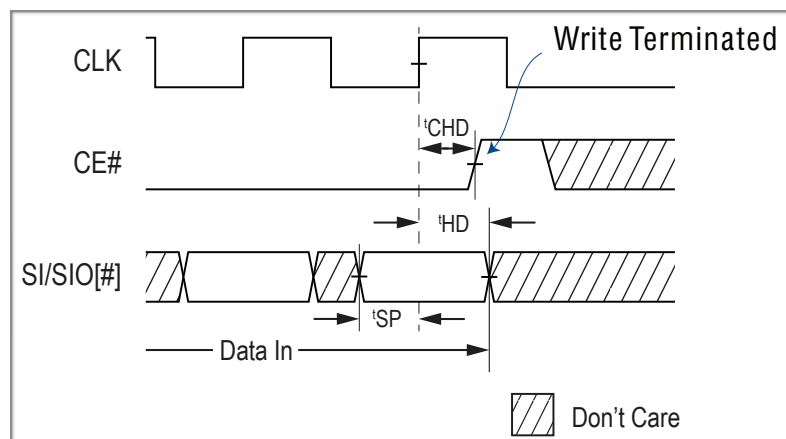 Write Terminated
CLK
tCHD
CE#
tHD
SI/SIO[#]
tSP
Data In
Don't Care